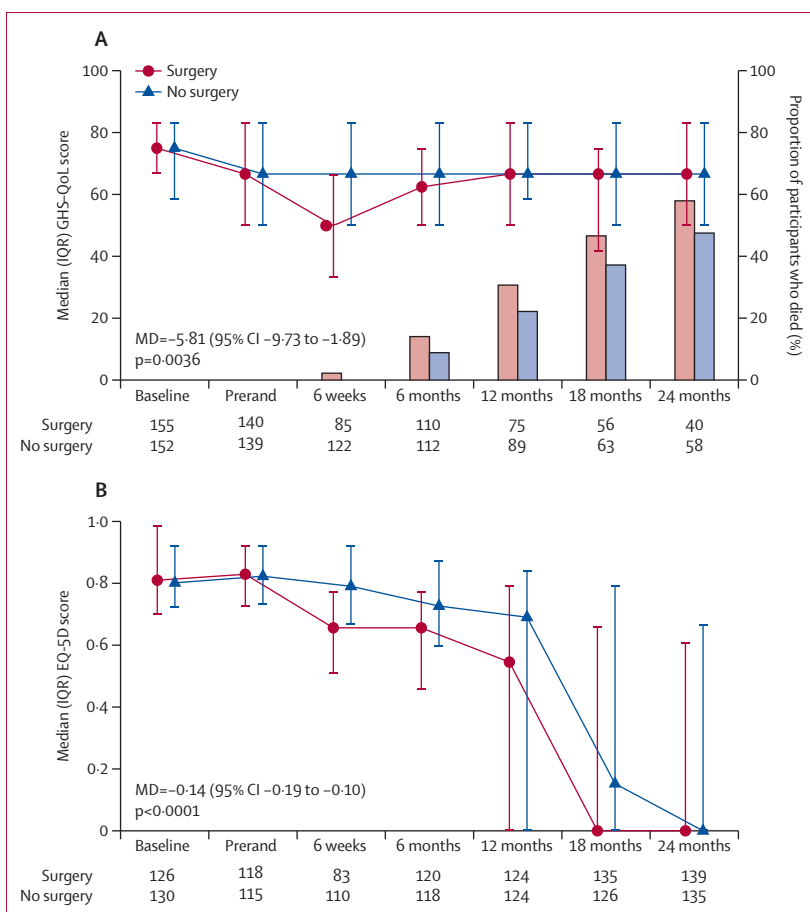 A
Surgery
No surgery
Median (IQR) GHS–QoL score
100
80
60
40
20
0
Proportion of participants who died (%)
100
80
60
40
20
0
MD=–5·81 (95% CI –9·73 to –1·89)
p=0·0036
Baseline Prerand 6 weeks 6 months 12 months 18 months 24 months
Surgery 155 140 85 110 75 56 40
No surgery 152 139 122 112 89 63 58
B
Median (IQR) EQ-5D score
1·0
0·8
0·6
0·4
0·2
0
MD=–0·14 (95% CI –0·19 to –0·10)
p<0·0001
Baseline Prerand 6 weeks 6 months 12 months 18 months 24 months
Surgery 126 118 83 120 124 135 139
No surgery 130 115 110 118 124 126 135